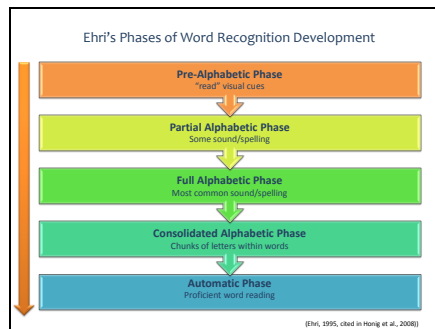 Ehri's Phases of Word Recognition Development
Pre-Alphabetic Phase
"read" visual cues
Partial Alphabetic Phase
Some sound/spelling
Full Alphabetic Phase
Most common sound/spelling
Consolidated Alphabetic Phase
Chunks of letters within words
Automatic Phase
Proficient word reading
(Ehri, 1995, cited in Honig et al., 2008))